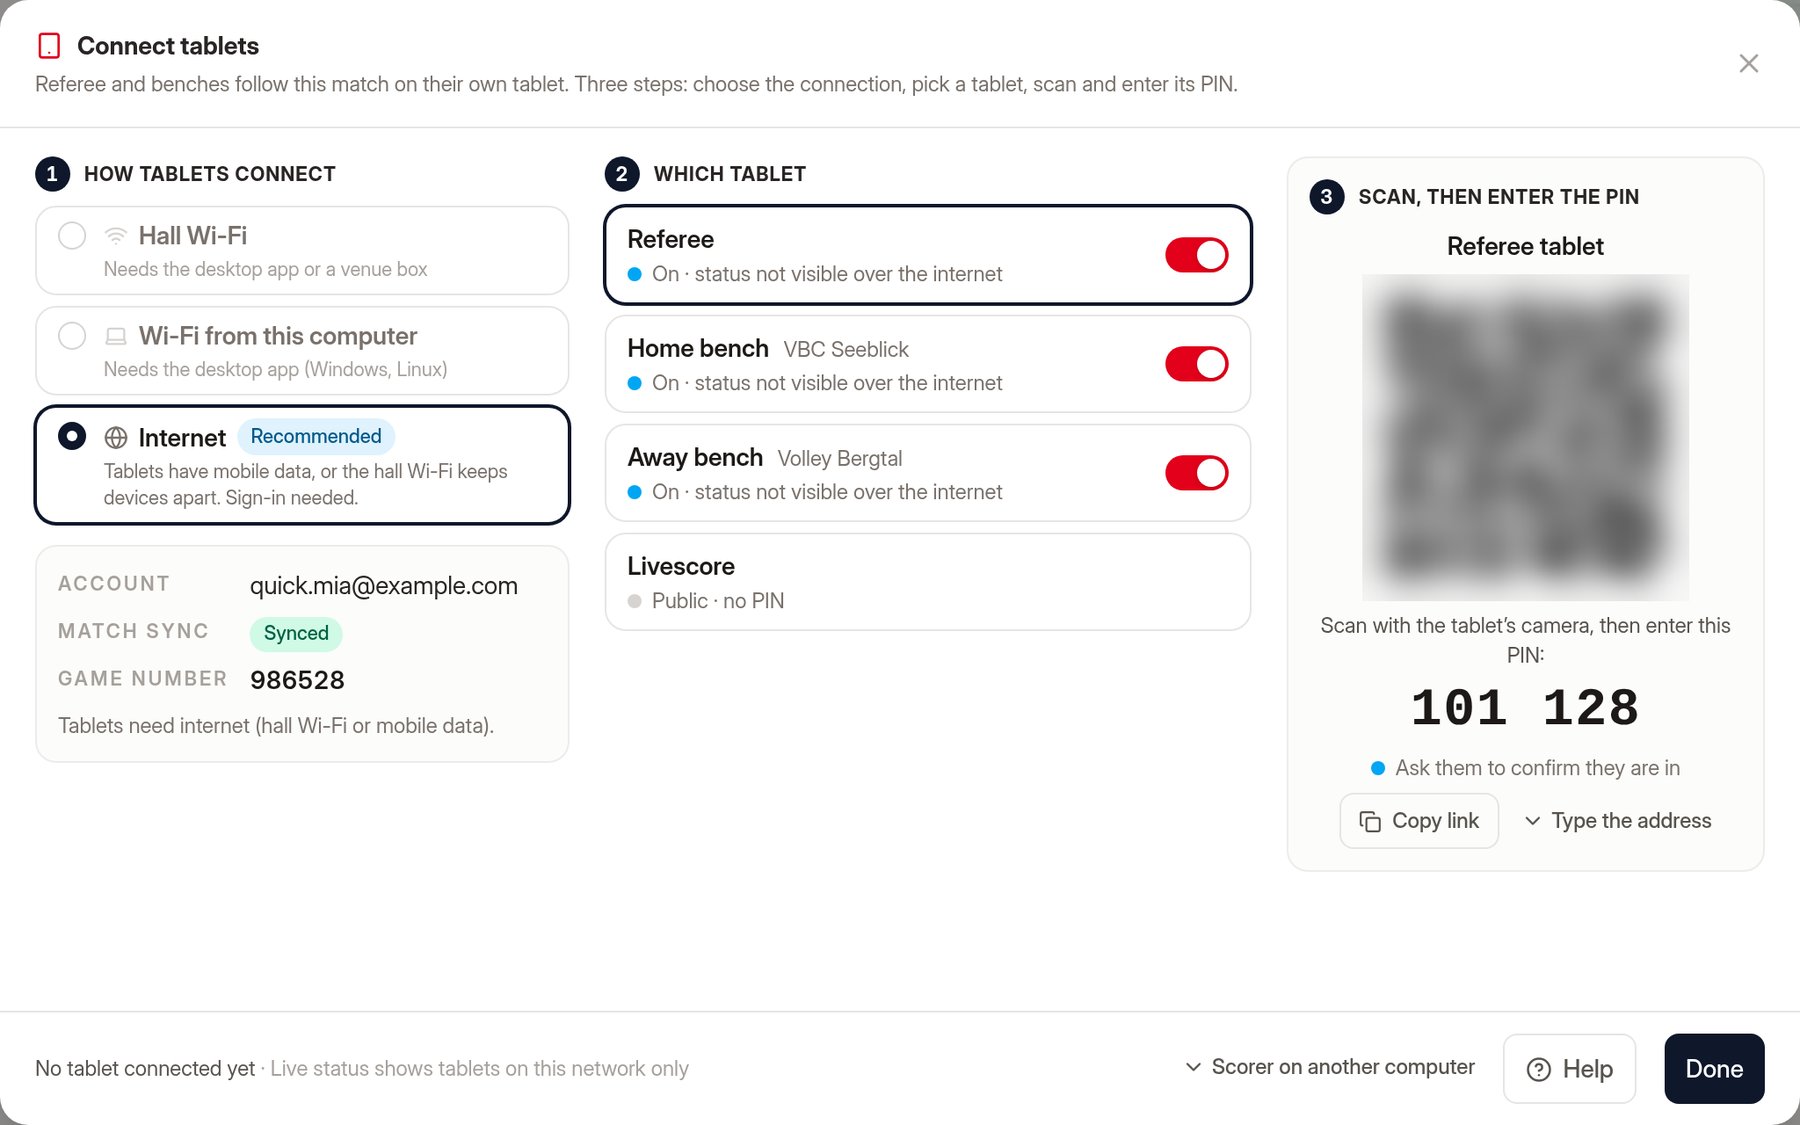 Connect tablets
Referee and benches follow this match on their own tablet. Three steps: choose the connection, pick a tablet, scan and enter its PIN.
1 HOW TABLETS CONNECT
Hall Wi-Fi
Needs the desktop app or a venue box
Wi-Fi from this computer
Needs the desktop app (Windows, Linux)
Internet Recommended
Tablets have mobile data, or the hall Wi-Fi keeps
devices apart. Sign-in needed.
ACCOUNT quick.mia@example.com
MATCH SYNC Synced
GAME NUMBER 986528
Tablets need internet (hall Wi-Fi or mobile data).
2 WHICH TABLET
Referee
On · status not visible over the internet
Home bench VBC Seeblick
On · status not visible over the internet
Away bench Volley Bergtal
On · status not visible over the internet
Livescore
Public · no PIN
3 SCAN, THEN ENTER THE PIN
Referee tablet
Scan with the tablet's camera, then enter this
PIN:
101 128
Ask them to confirm they are in
Copy link Type the address
No tablet connected yet · Live status shows tablets on this network only
Scorer on another computer
Help
Done